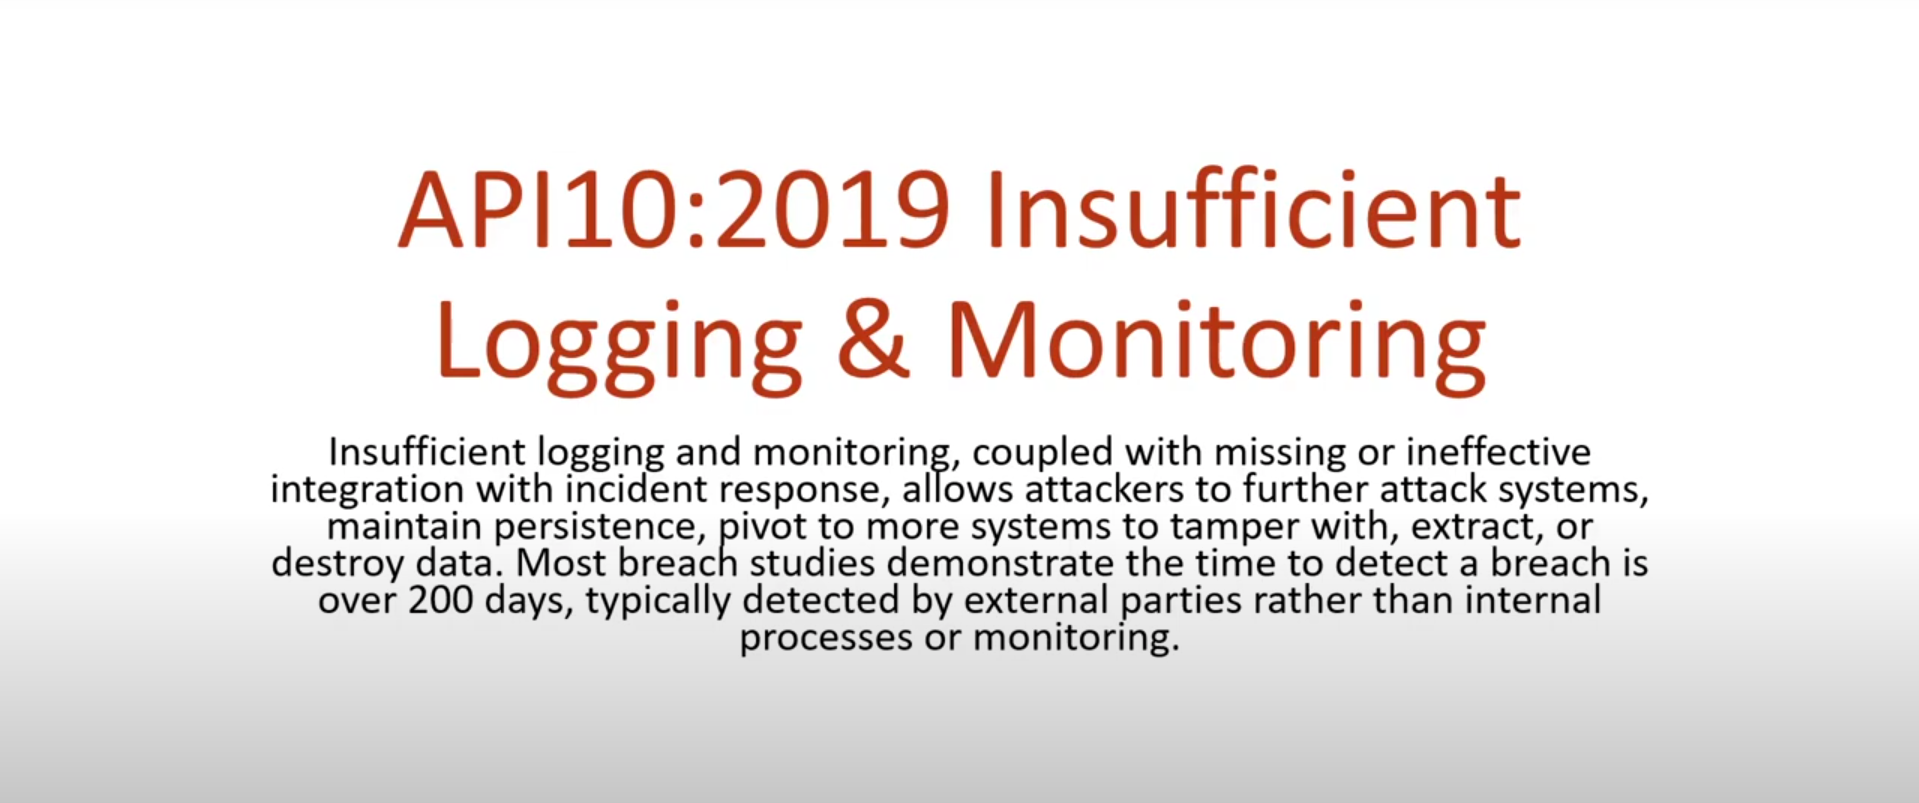 API10:2019 Insufficient
Logging & Monitoring
Insufficient logging and monitoring, coupled with missing or ineffective
integration with incident response, allows attackers to further attack systems,
maintain persistence, pivot to more systems to tamper with, extract, or
destroy data. Most breach studies demonstrate the time to detect a breach is
over 200 days, typically detected by external parties rather than internal
processes or monitoring.